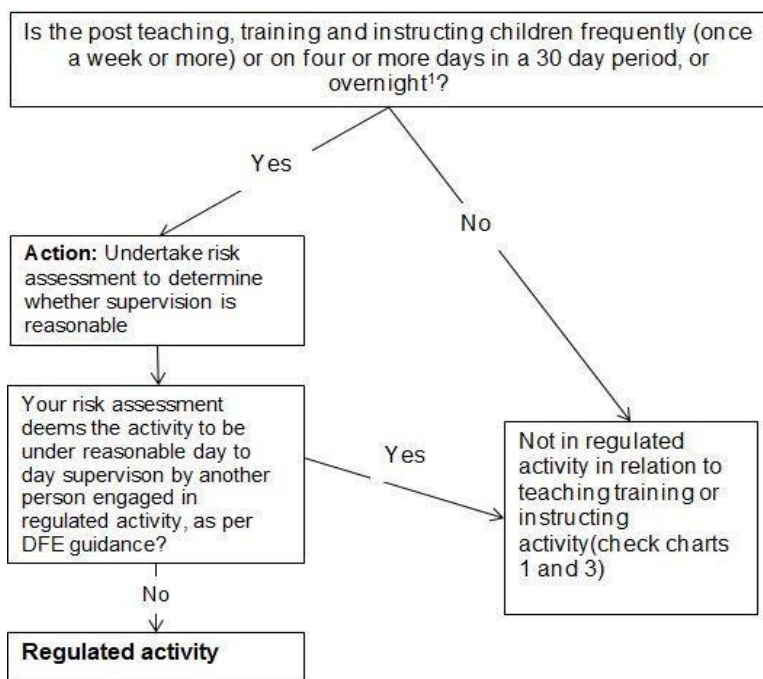 Is the post teaching, training and instructing children frequently (once
a week or more) or on four or more days in a 30 day period, or
overnight¹?
Yes
No
Action: Undertake risk
assessment to determine
whether supervision is
reasonable
Your risk assessment
deems the activity to be
under reasonable day to
day supervison by another
person engaged in
regulated activity, as per
DFE guidance?
Yes
Not in regulated
activity in relation to
teaching training or
instructing
activity(check charts
1 and 3)
No
Regulated activity